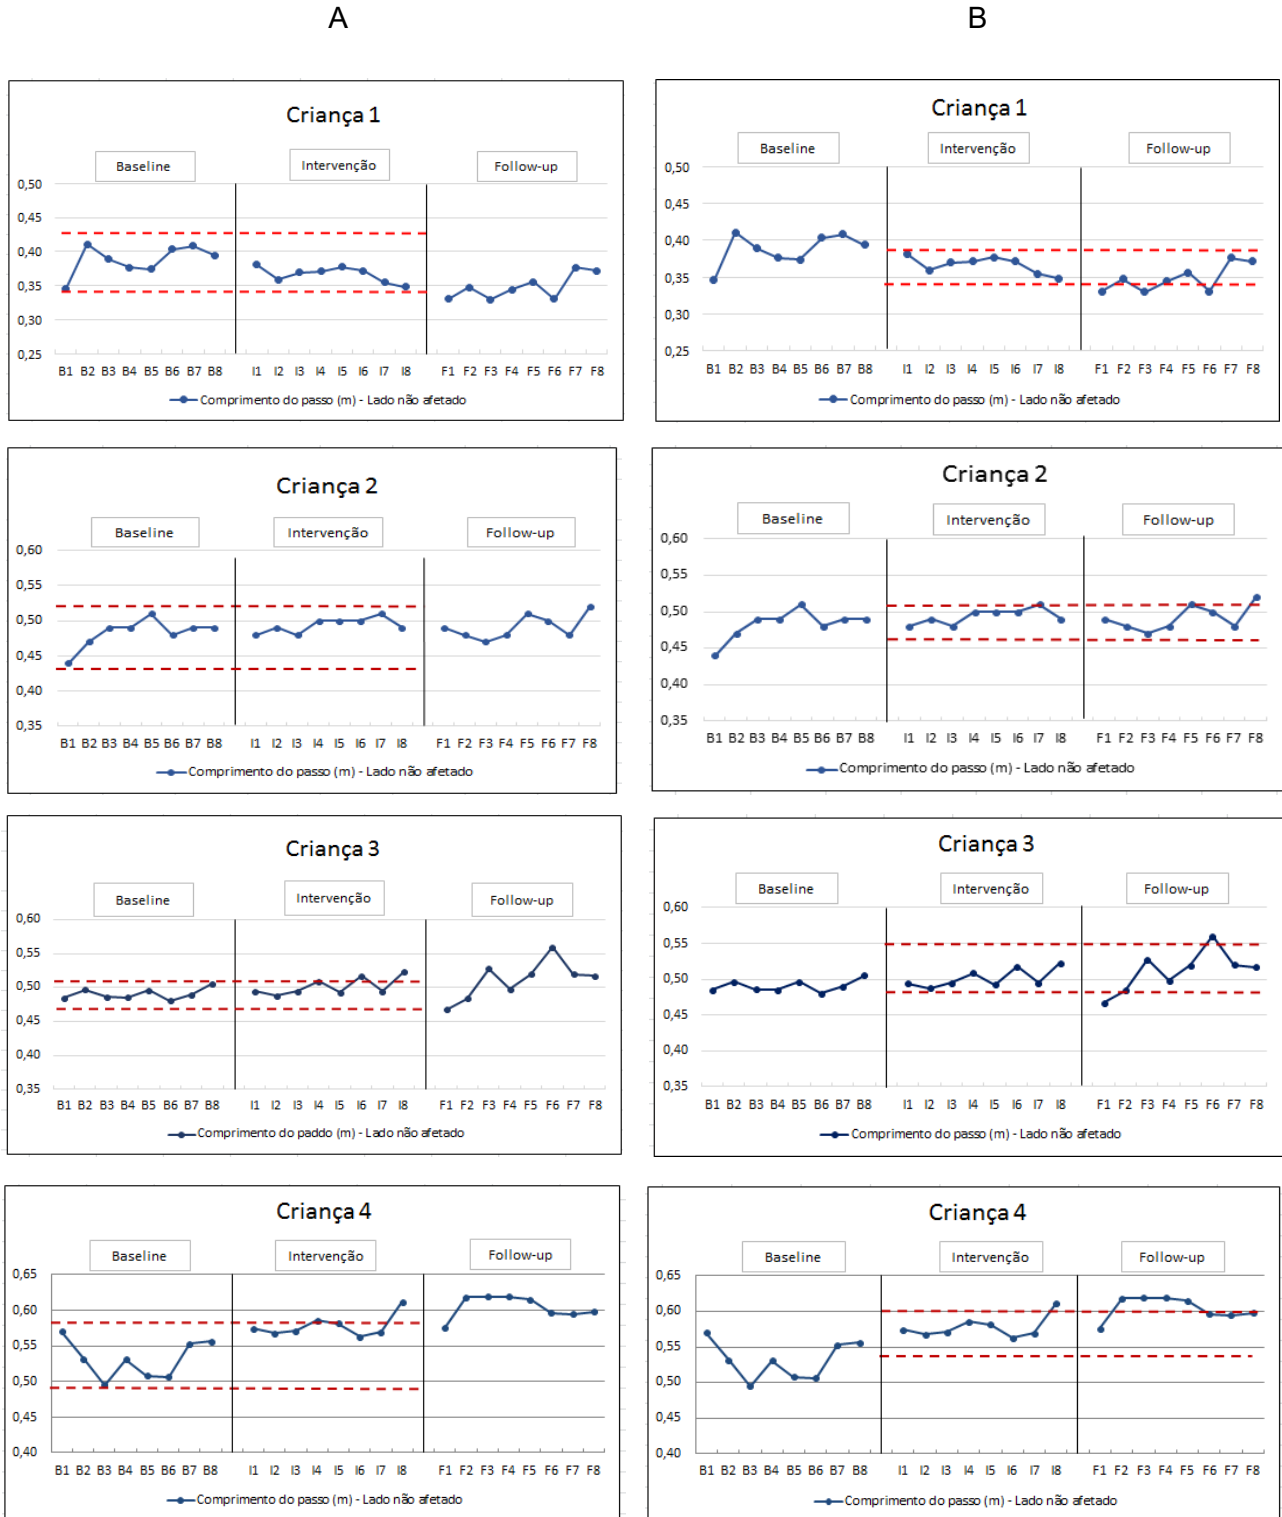 A
B
Criança 1
Baseline
Intervenção
Follow-up
0,50
0,45
0,40
0,35
0,30
0,25
B1 B2 B3 B4 B5 B6 B7 B8 I1 I2 I3 I4 I5 I6 I7 I8 F1 F2 F3 F4 F5 F6 F7 F8
Comprimento do passo (m) - Lado não afetado
Criança 1
Baseline
Intervenção
Follow-up
0,50
0,45
0,40
0,35
0,30
0,25
B1 B2 B3 B4 B5 B6 B7 B8 I1 I2 I3 I4 I5 I6 I7 I8 F1 F2 F3 F4 F5 F6 F7 F8
Comprimento do passo (m) - Lado não afetado
Criança 2
Baseline
Intervenção
Follow-up
0,60
0,55
0,50
0,45
0,40
0,35
B1 B2 B3 B4 B5 B6 B7 B8 I1 I2 I3 I4 I5 I6 I7 I8 F1 F2 F3 F4 F5 F6 F7 F8
Comprimento do passo (m) - Lado não afetado
Criança 2
Baseline
Intervenção
Follow-up
0,60
0,55
0,50
0,45
0,40
0,35
B1 B2 B3 B4 B5 B6 B7 B8 I1 I2 I3 I4 I5 I6 I7 I8 F1 F2 F3 F4 F5 F6 F7 F8
Comprimento do passo (m) - Lado não afetado
Criança 3
Baseline
Intervenção
Follow-up
0,60
0,55
0,50
0,45
0,40
0,35
B1 B2 B3 B4 B5 B6 B7 B8 I1 I2 I3 I4 I5 I6 I7 I8 F1 F2 F3 F4 F5 F6 F7 F8
Comprimento do paddo (m) - Lado não afetado
Criança 3
Baseline
Intervenção
Follow-up
0,60
0,55
0,50
0,45
0,40
0,35
B1 B2 B3 B4 B5 B6 B7 B8 I1 I2 I3 I4 I5 I6 I7 I8 F1 F2 F3 F4 F5 F6 F7 F8
Comprimento do passo (m) - Lado não afetado
Criança 4
Baseline
Intervenção
Follow-up
0,65
0,60
0,55
0,50
0,45
0,40
B1 B2 B3 B4 B5 B6 B7 B8 I1 I2 I3 I4 I5 I6 I7 I8 F1 F2 F3 F4 F5 F6 F7 F8
Comprimento do passo (m) - Lado não afetado
Criança 4
Baseline
Intervenção
Follow-up
0,65
0,60
0,55
0,50
0,45
0,40
B1 B2 B3 B4 B5 B6 B7 B8 I1 I2 I3 I4 I5 I6 I7 I8 F1 F2 F3 F4 F5 F6 F7 F8
Comprimento do passo (m) - Lado não afetado